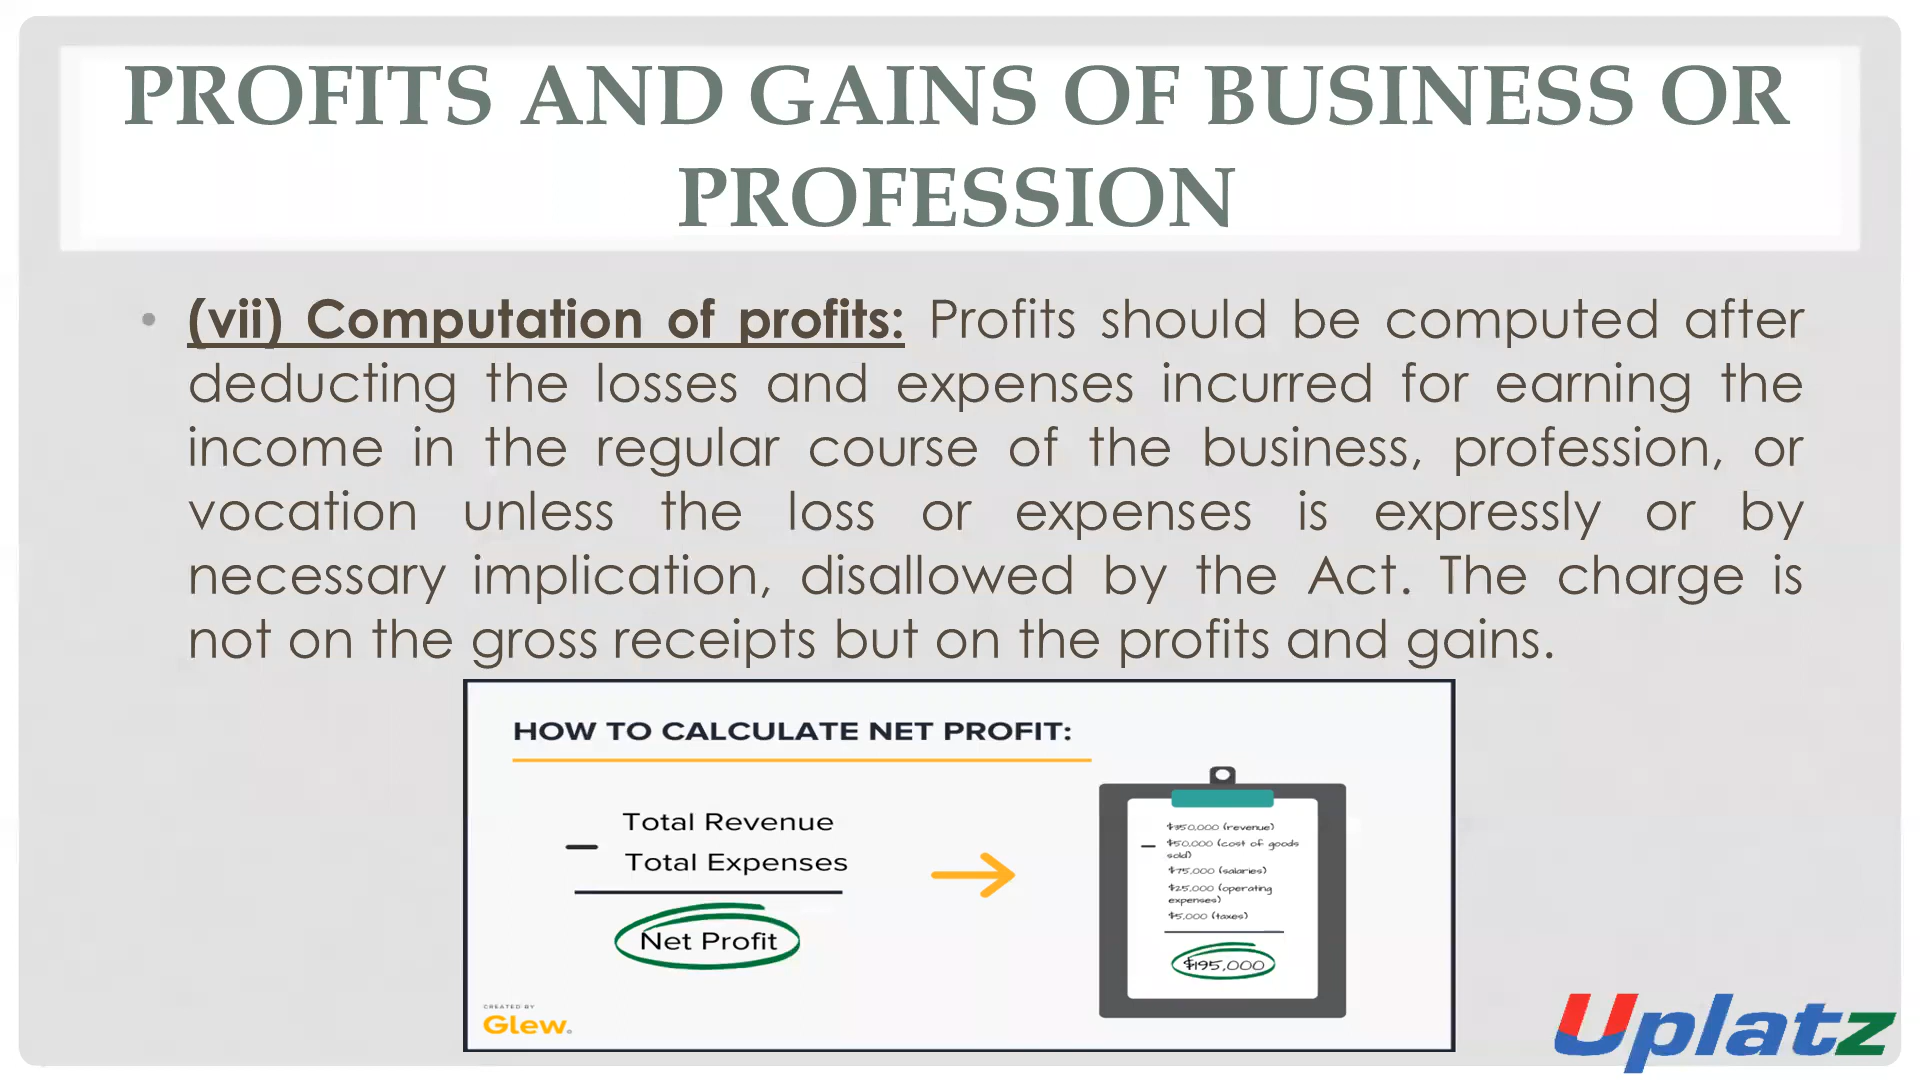 PROFITS AND GAINS OF BUSINESS OR
PROFESSION
• (vii) Computation of profits: Profits should be computed after
deducting the losses and expenses incurred for earning the
income in the regular course of the business, profession, or
vocation unless the loss or expenses is expressly or by
necessary implication, disallowed by the Act. The charge is
not on the gross receipts but on the profits and gains.
HOW TO CALCULATE NET PROFIT:
Total Revenue
– Total Expenses
Net Profit
$350,000 (revenue)
– $50,000 (cost of goods
sold)
$75,000 (salaries)
$25,000 (operating
expenses)
$5,000 (taxes)
$195,000
CREATED BY
Glew.
Uplatz